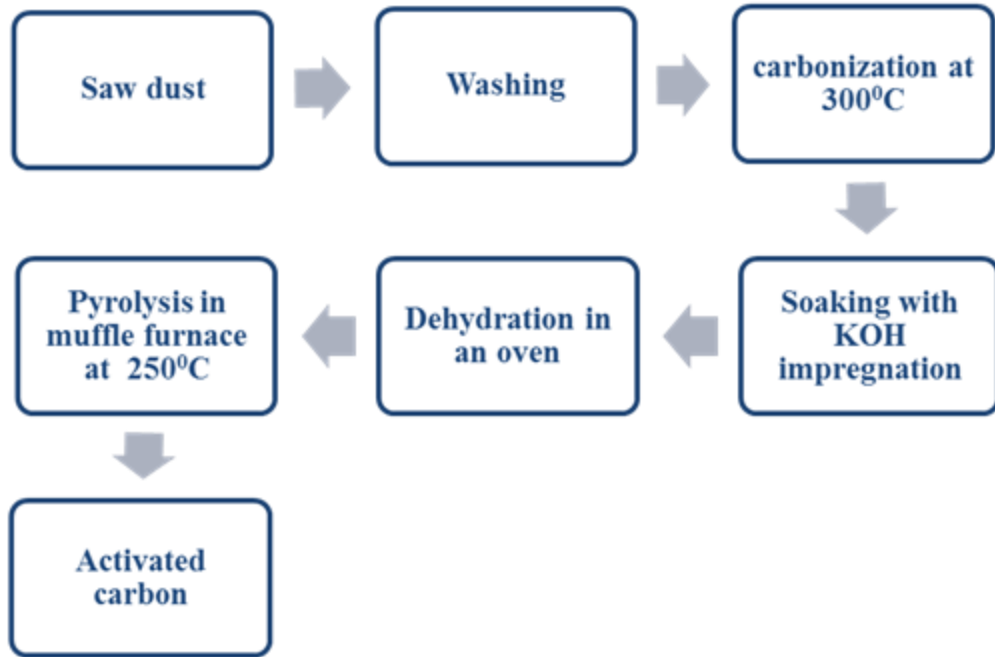 Saw dust
Washing
carbonization at
300⁰C
Soaking with
KOH
impregnation
Dehydration in
an oven
Pyrolysis in
muffle furnace
at 250⁰C
Activated
carbon